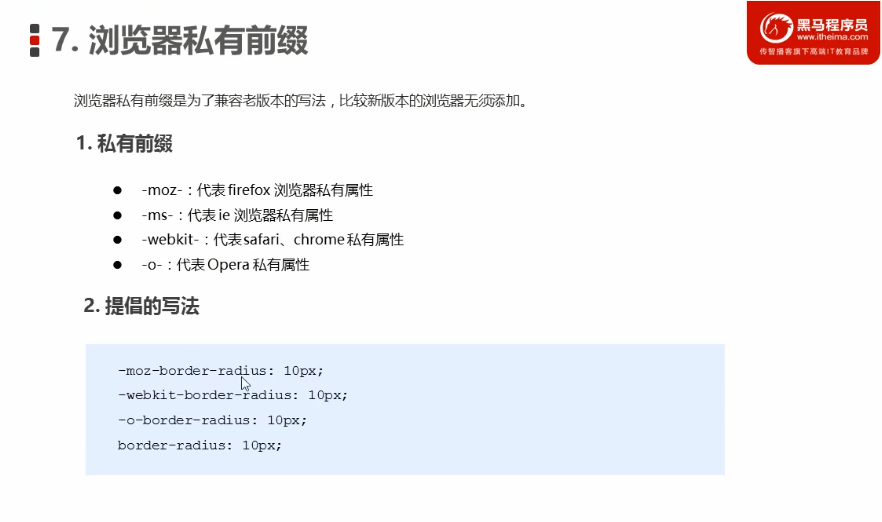 7. 浏览器私有前缀
黑马程序员
www.itheima.com
传智播客旗下高端IT教育品牌
浏览器私有前缀是为了兼容老版本的写法，比较新版本的浏览器无须添加。
1. 私有前缀
● -moz-：代表 firefox 浏览器私有属性
● -ms-：代表 ie 浏览器私有属性
● -webkit-：代表 safari、chrome 私有属性
● -o-：代表 Opera 私有属性
2. 提倡的写法
-moz-border-radius: 10px;
-webkit-border-radius: 10px;
-o-border-radius: 10px;
border-radius: 10px;